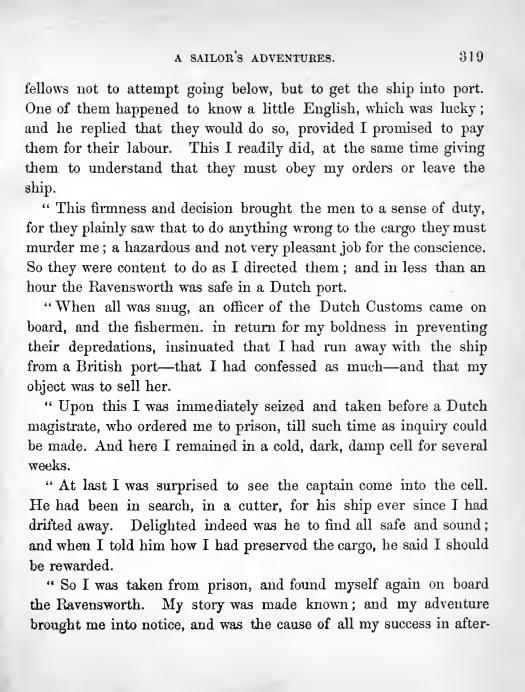 A SAILOR'S ADVENTURES. 319
fellows not to attempt going below, but to get the ship into port.
One of them happened to know a little English, which was lucky;
and he replied that they would do so, provided I promised to pay
them for their labour. This I readily did, at the same time giving
them to understand that they must obey my orders or leave the
ship.
" This firmness and decision brought the men to a sense of duty,
for they plainly saw that to do anything wrong to the cargo they must
murder me; a hazardous and not very pleasant job for the conscience.
So they were content to do as I directed them; and in less than an
hour the Ravensworth was safe in a Dutch port.
" When all was snug, an officer of the Dutch Customs came on
board, and the fishermen. in return for my boldness in preventing
their depredations, insinuated that I had run away with the ship
from a British port—that I had confessed as much—and that my
object was to sell her.
" Upon this I was immediately seized and taken before a Dutch
magistrate, who ordered me to prison, till such time as inquiry could
be made. And here I remained in a cold, dark, damp cell for several
weeks.
" At last I was surprised to see the captain come into the cell.
He had been in search, in a cutter, for his ship ever since I had
drifted away. Delighted indeed was he to find all safe and sound;
and when I told him how I had preserved the cargo, he said I should
be rewarded.
" So I was taken from prison, and found myself again on board
the Ravensworth. My story was made known; and my adventure
brought me into notice, and was the cause of all my success in after-